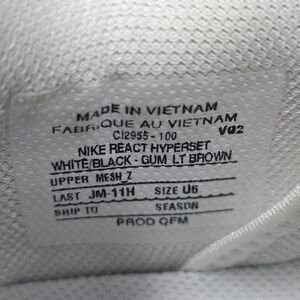 MADE IN VIETNAM
FABRIQUE AU VIETNAM
CI2955-100 V02
NIKE REACT HYPERSET
WHITE/BLACK-GUM LT BROWN
UPPER MESH_Z
LAST JM-11H SIZE U6
SHIP TO SEASON
PROD QFM